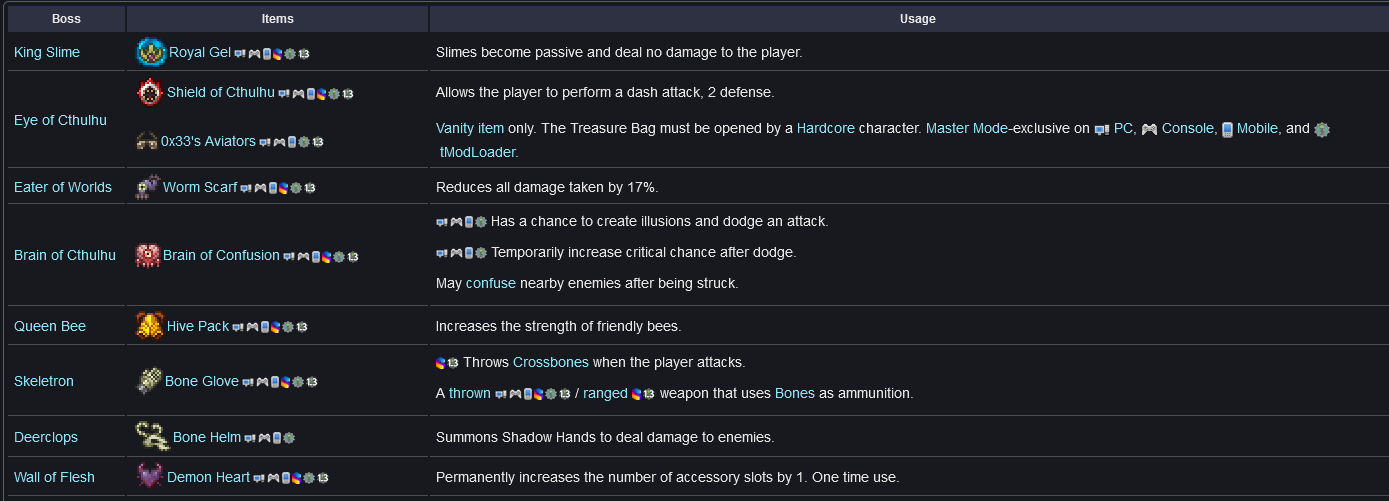 Boss Items Usage
King Slime Royal Gel Slimes become passive and deal no damage to the player.
Eye of Cthulhu
Shield of Cthulhu Allows the player to perform a dash attack, 2 defense.
0x33's Aviators Vanity item only. The Treasure Bag must be opened by a Hardcore character. Master Mode-exclusive on PC, Console, Mobile, and
tModLoader.
Eater of Worlds Worm Scarf Reduces all damage taken by 17%.
Brain of Cthulhu Brain of Confusion
Has a chance to create illusions and dodge an attack.
Temporarily increase critical chance after dodge.
May confuse nearby enemies after being struck.
Queen Bee Hive Pack Increases the strength of friendly bees.
Skeletron Bone Glove
Throws Crossbones when the player attacks.
A thrown / ranged weapon that uses Bones as ammunition.
Deerclops Bone Helm Summons Shadow Hands to deal damage to enemies.
Wall of Flesh Demon Heart Permanently increases the number of accessory slots by 1. One time use.